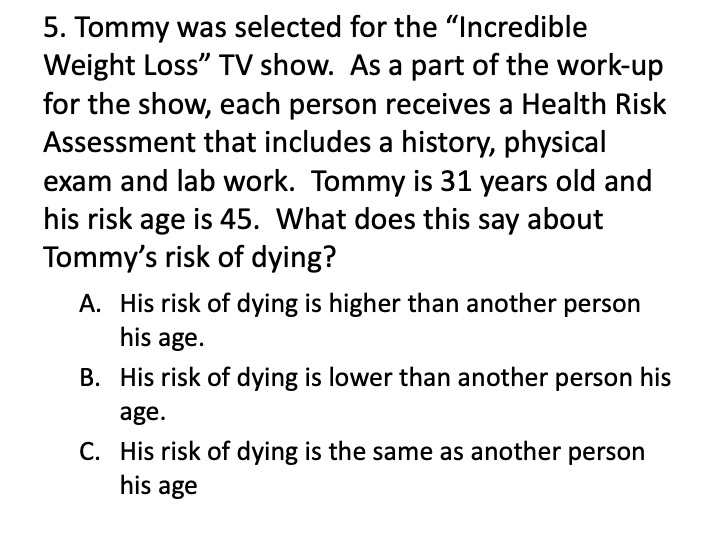 5. Tommy was selected for the “Incredible
Weight Loss” TV show.  As a part of the work-up
for the show, each person receives a Health Risk
Assessment that includes a history, physical
exam and lab work.  Tommy is 31 years old and
his risk age is 45.  What does this say about
Tommy’s risk of dying?
A. His risk of dying is higher than another person
his age.
B. His risk of dying is lower than another person his
age.
C. His risk of dying is the same as another person
his age